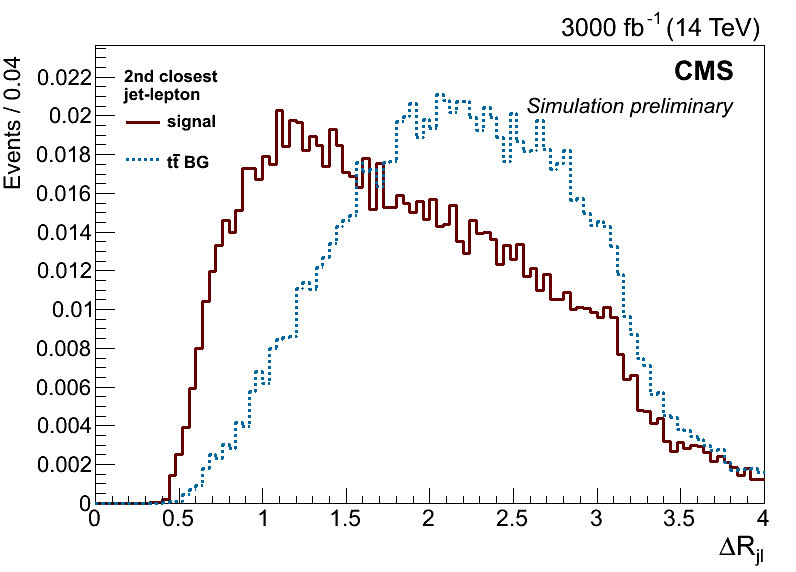 3000 fb⁻¹ (14 TeV)
CMS
Simulation preliminary
2nd closest
jet-lepton
signal
tt̄ BG
Events / 0.04
0.022
0.02
0.018
0.016
0.014
0.012
0.01
0.008
0.006
0.004
0.002
0
0 0.5 1 1.5 2 2.5 3 3.5 4
ΔR_jl